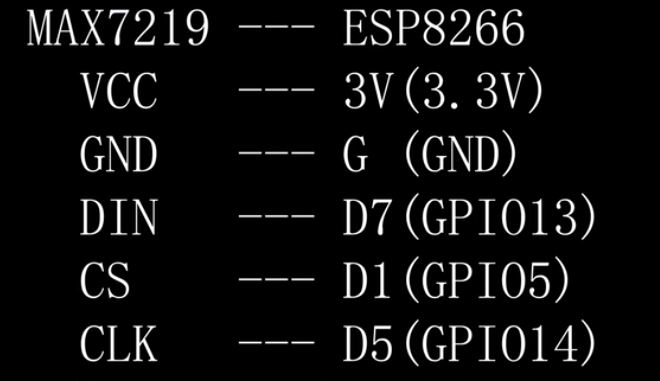 MAX7219 --- ESP8266
VCC --- 3V(3.3V)
GND --- G (GND)
DIN --- D7(GPIO13)
CS --- D1(GPIO5)
CLK --- D5(GPIO14)